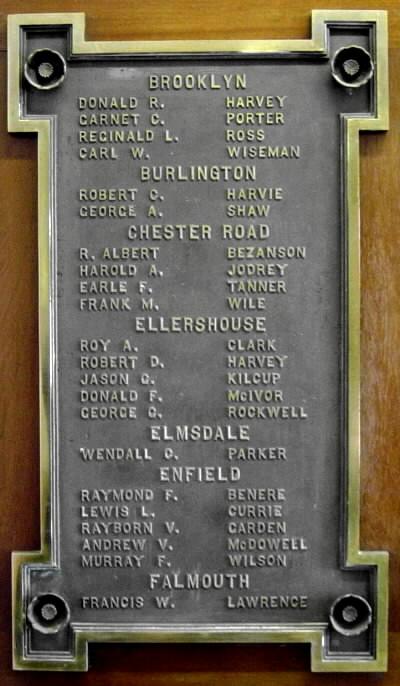 BROOKLYN
DONALD R. HARVEY
GARNET C. PORTER
REGINALD L. ROSS
CARL W. WISEMAN
BURLINGTON
ROBERT C. HARVIE
GEORGE A. SHAW
CHESTER ROAD
R. ALBERT BEZANSON
HAROLD A. JODREY
EARLE F. TANNER
FRANK M. WILE
ELLERSHOUSE
ROY A. CLARK
ROBERT D. HARVEY
JASON G. KILCUP
DONALD F. McIVOR
GEORGE C. ROCKWELL
ELMSDALE
WENDALL O. PARKER
ENFIELD
RAYMOND F. BENERE
LEWIS L. CURRIE
RAYBORN V. GARDEN
ANDREW V. McDOWELL
MURRAY F. WILSON
FALMOUTH
FRANCIS W. LAWRENCE